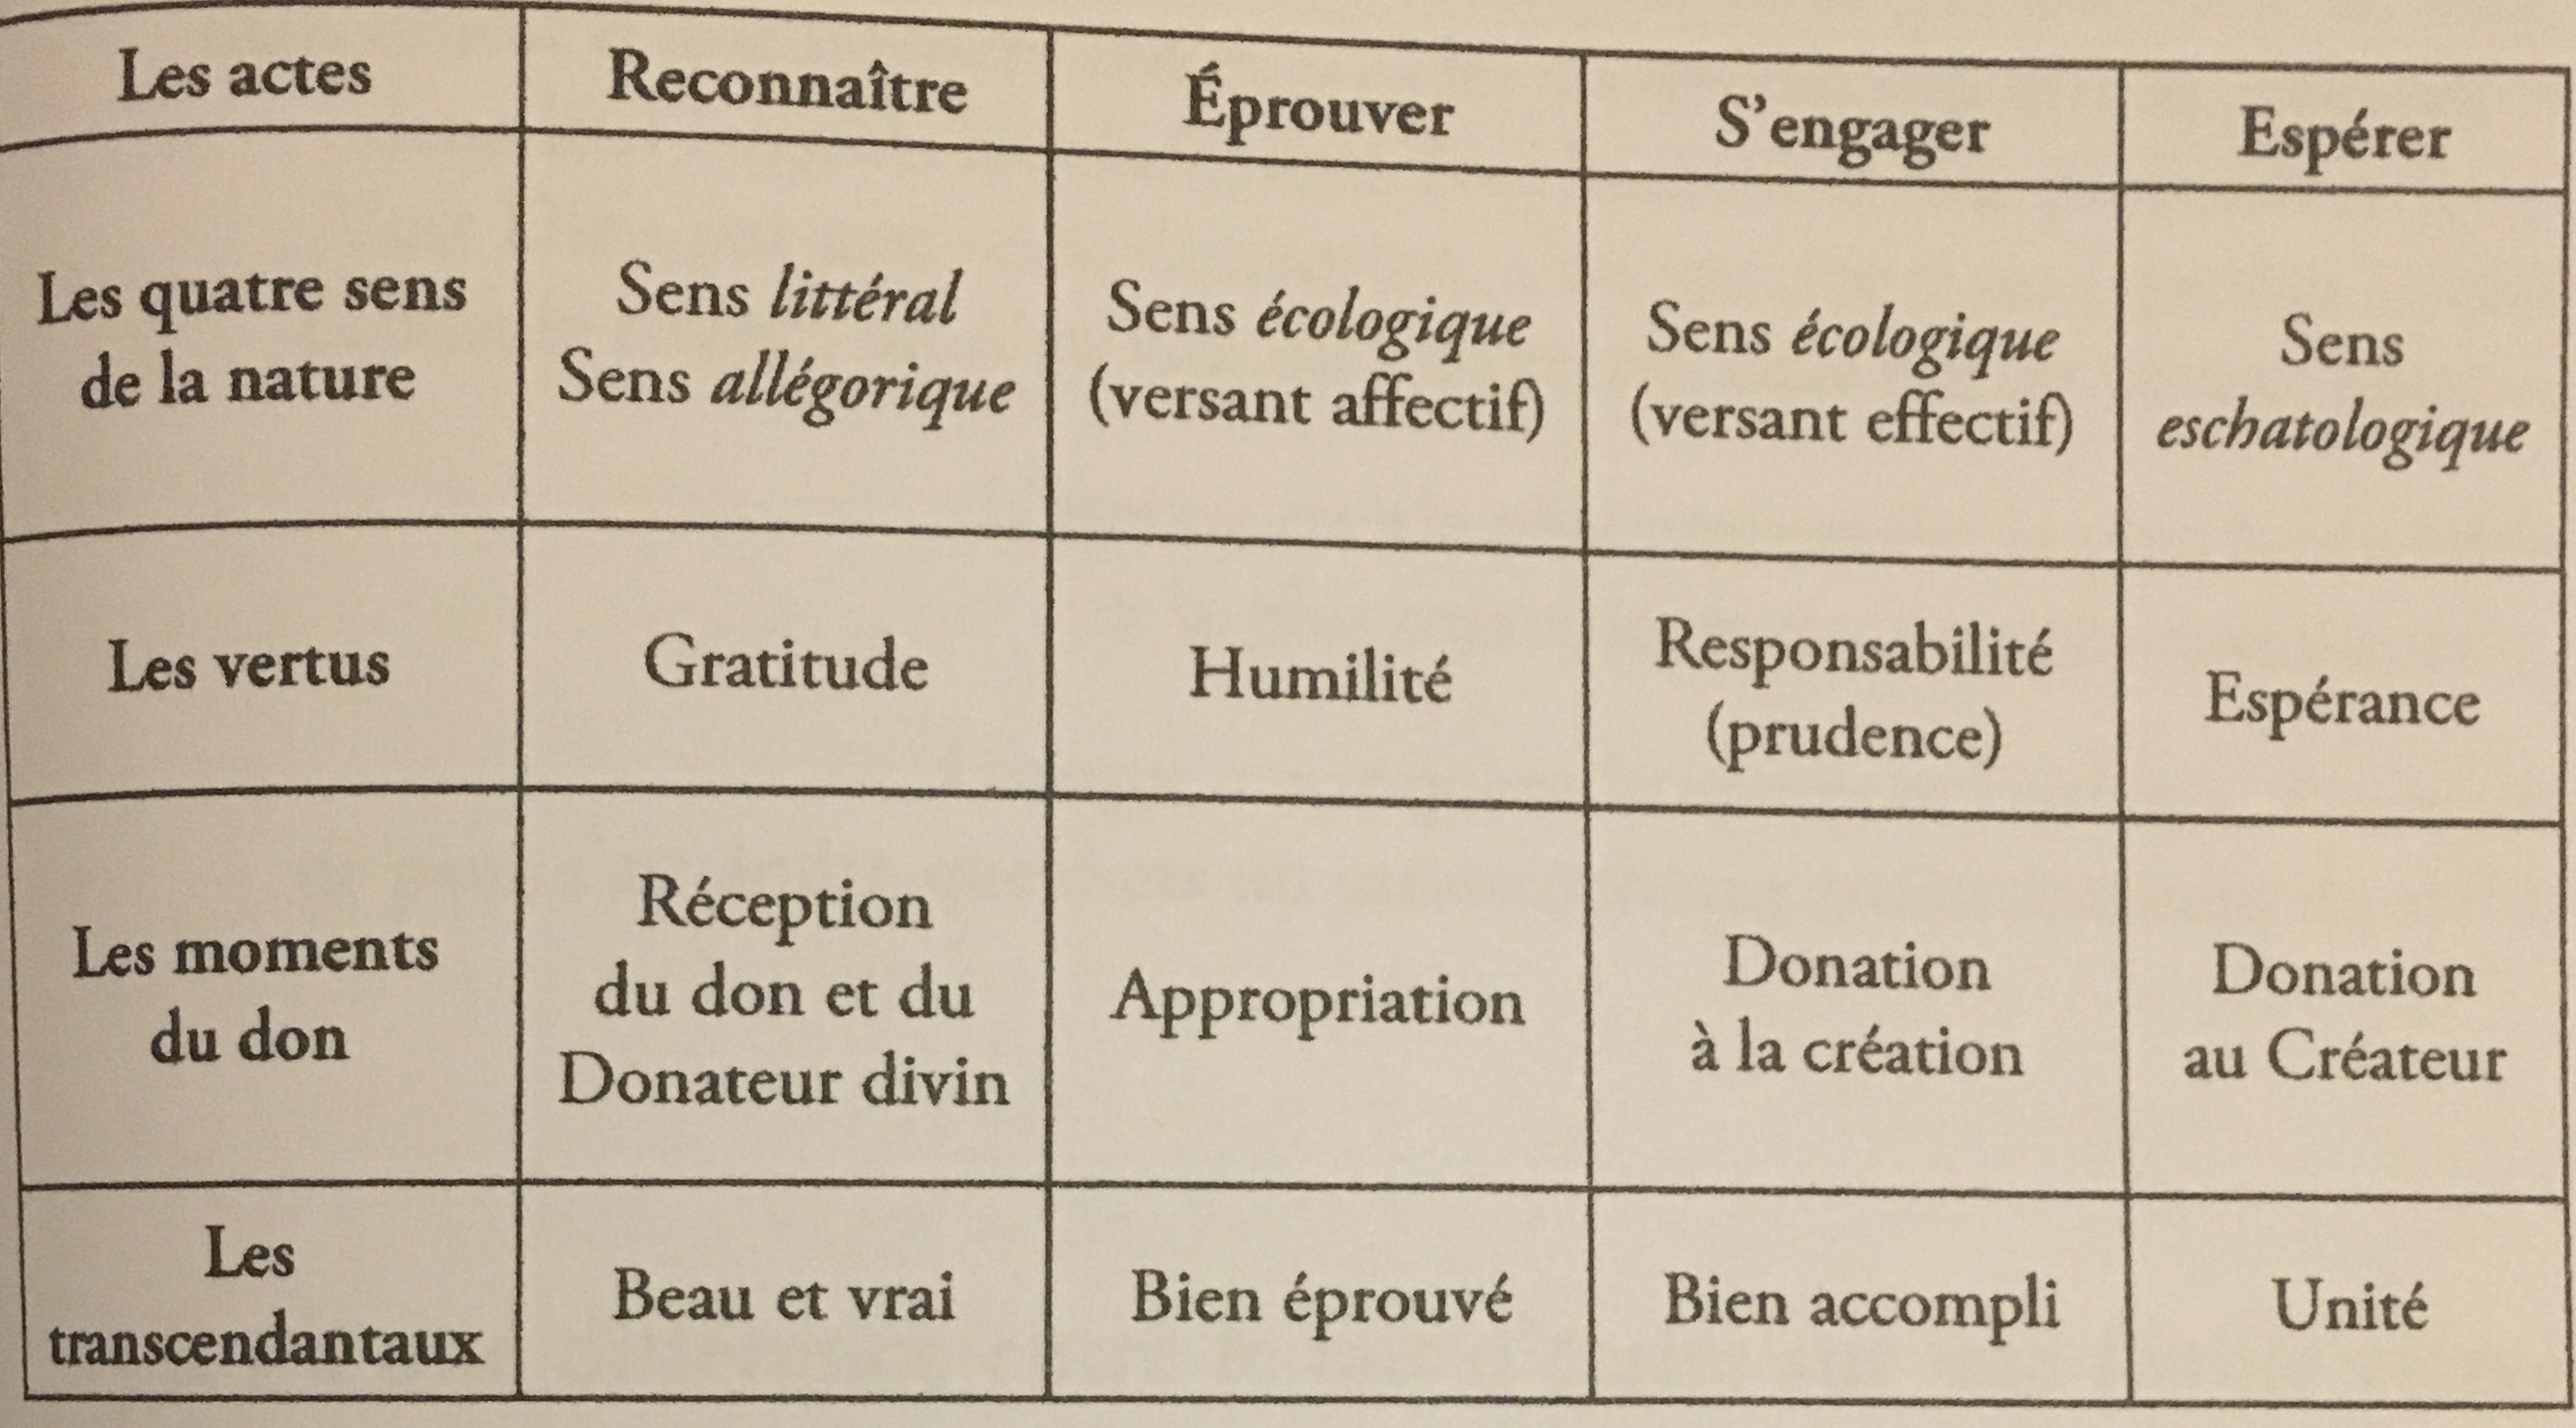 Les actes
Reconnaître
Éprouver
S’engager
Espérer
Les quatre sens
de la nature
Sens littéral
Sens allégorique
Sens écologique
(versant affectif)
Sens écologique
(versant effectif)
Sens
eschatologique
Les vertus
Gratitude
Humilité
Responsabilité
(prudence)
Espérance
Les moments
du don
Réception
du don et du
Donateur divin
Appropriation
Donation
à la création
Donation
au Créateur
Les
transcendantaux
Beau et vrai
Bien éprouvé
Bien accompli
Unité